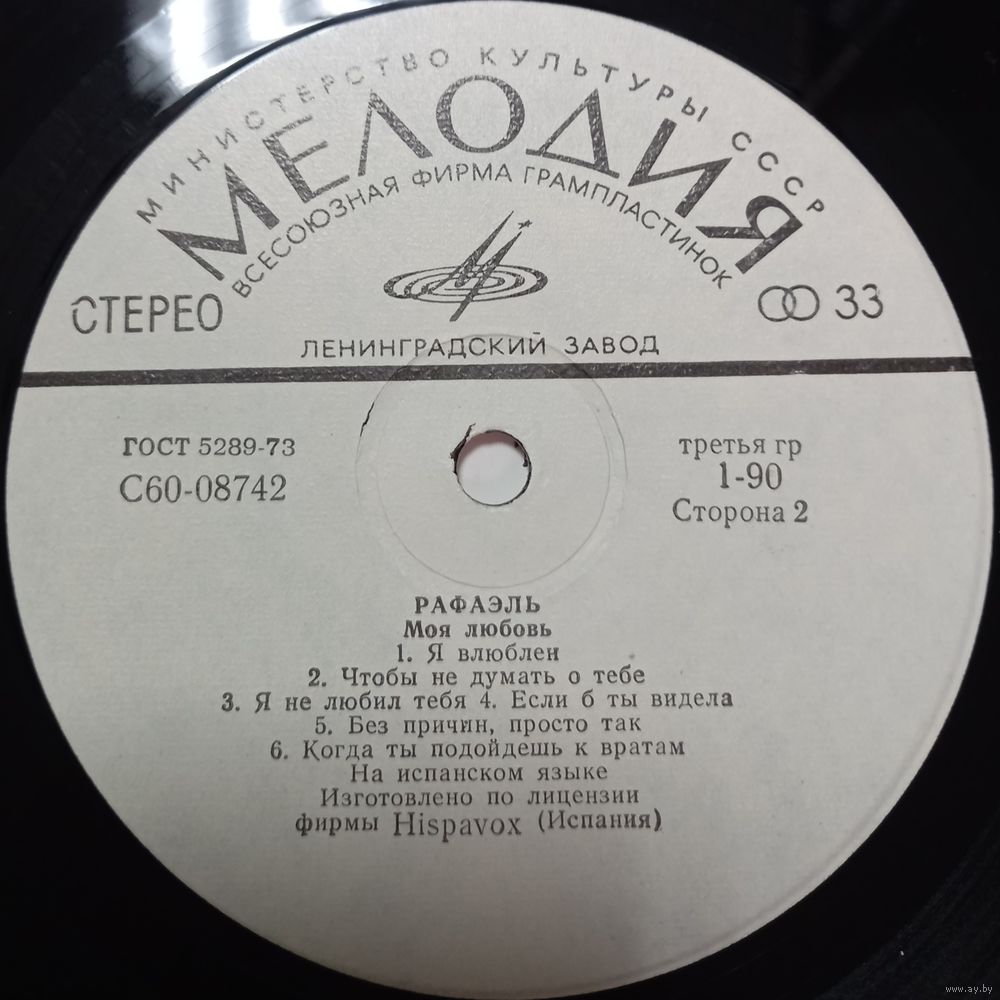 МИНИСТЕРСТВО КУЛЬТУРЫ СССР
МЕЛОДИЯ
ВСЕСОЮЗНАЯ ФИРМА ГРАМПЛАСТИНОК
СТЕРЕО
33
ЛЕНИНГРАДСКИЙ ЗАВОД
ГОСТ 5289-73
С60-08742
третья гр
1-90
Сторона 2
РАФАЭЛЬ
Моя любовь
1. Я влюблен
2. Чтобы не думать о тебе
3. Я не любил тебя 4. Если б ты видела
5. Без причин, просто так
6. Когда ты подойдешь к вратам
На испанском языке
Изготовлено по лицензии
фирмы Hispavox (Испания)
www.ay.by